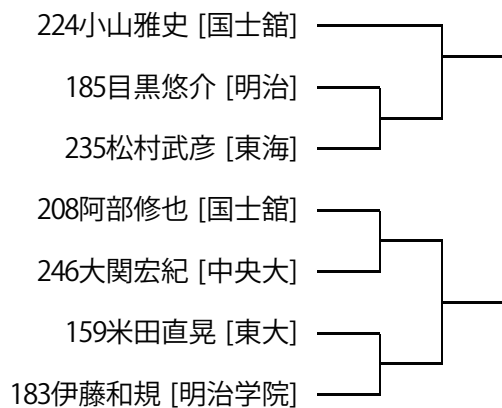 224小山雅史 [国士舘]
185目黒悠介 [明治]
235松村武彦 [東海]
208阿部修也 [国士舘]
246大関宏紀 [中央大]
159米田直晃 [東大]
183伊藤和規 [明治学院]